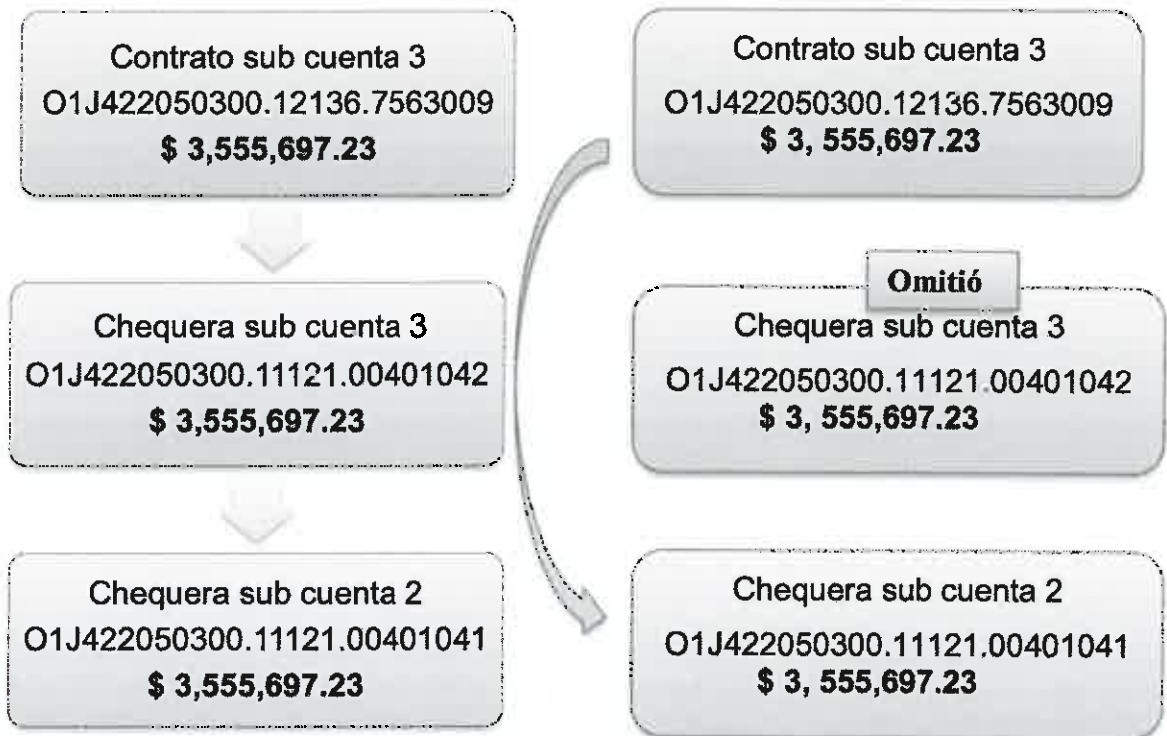 Contrato sub cuenta 3
O1J422050300.12136.7563009
$ 3,555,697.23
Chequera sub cuenta 3
O1J422050300.11121.00401042
$ 3,555,697.23
Chequera sub cuenta 2
O1J422050300.11121.00401041
$ 3,555,697.23
Contrato sub cuenta 3
O1J422050300.12136.7563009
$ 3, 555,697.23
Omitió
Chequera sub cuenta 3
O1J422050300.11121.00401042
$ 3, 555,697.23
Chequera sub cuenta 2
O1J422050300.11121.00401041
$ 3, 555,697.23